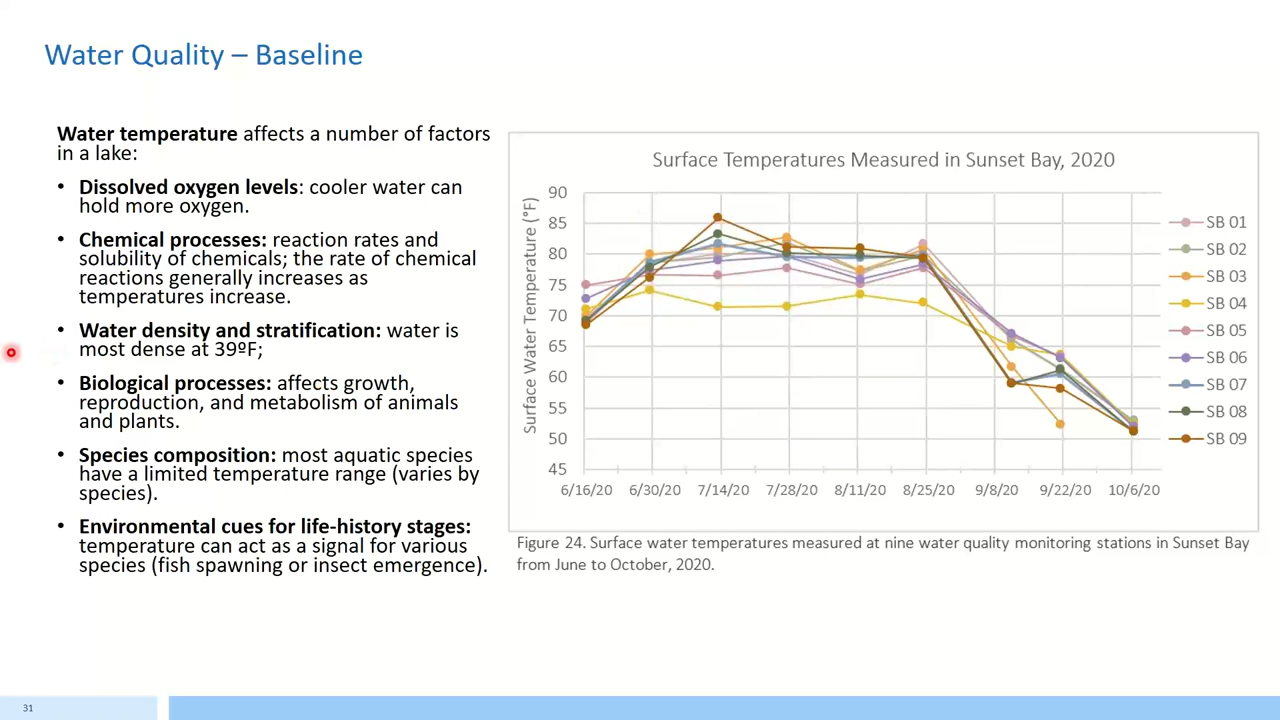 Water Quality – Baseline
Water temperature affects a number of factors
in a lake:
• Dissolved oxygen levels: cooler water can
hold more oxygen.
• Chemical processes: reaction rates and
solubility of chemicals; the rate of chemical
reactions generally increases as
temperatures increase.
• Water density and stratification: water is
most dense at 39ºF;
• Biological processes: affects growth,
reproduction, and metabolism of animals
and plants.
• Species composition: most aquatic species
have a limited temperature range (varies by
species).
• Environmental cues for life-history stages:
temperature can act as a signal for various
species (fish spawning or insect emergence).
Surface Temperatures Measured in Sunset Bay, 2020
Surface Water Temperature (°F)
90
85
80
75
70
65
60
55
50
45
6/16/20 6/30/20 7/14/20 7/28/20 8/11/20 8/25/20 9/8/20 9/22/20 10/6/20
SB 01
SB 02
SB 03
SB 04
SB 05
SB 06
SB 07
SB 08
SB 09
Figure 24. Surface water temperatures measured at nine water quality monitoring stations in Sunset Bay
from June to October, 2020.
31